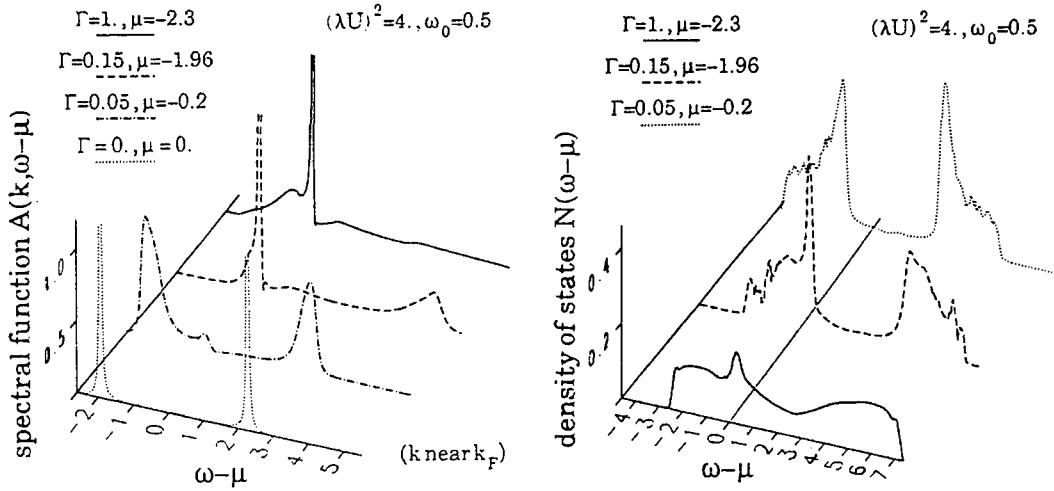 Γ=1.,μ=-2.3
(λU)²=4.,ω₀=0.5
Γ=0.15,μ=-1.96
Γ=0.05,μ=-0.2
Γ=0.,μ=0.
spectral function A(k,ω-μ)
1.0
0.5
-2
-1
0
1
2
3
4
5
ω-μ
(k near k_F)
Γ=1.,μ=-2.3
(λU)²=4.,ω₀=0.5
Γ=0.15,μ=-1.96
Γ=0.05,μ=-0.2
density of states N(ω-μ)
0.4
0.2
-4
-3
-2
-1
0
1
2
3
4
5
6
7
ω-μ